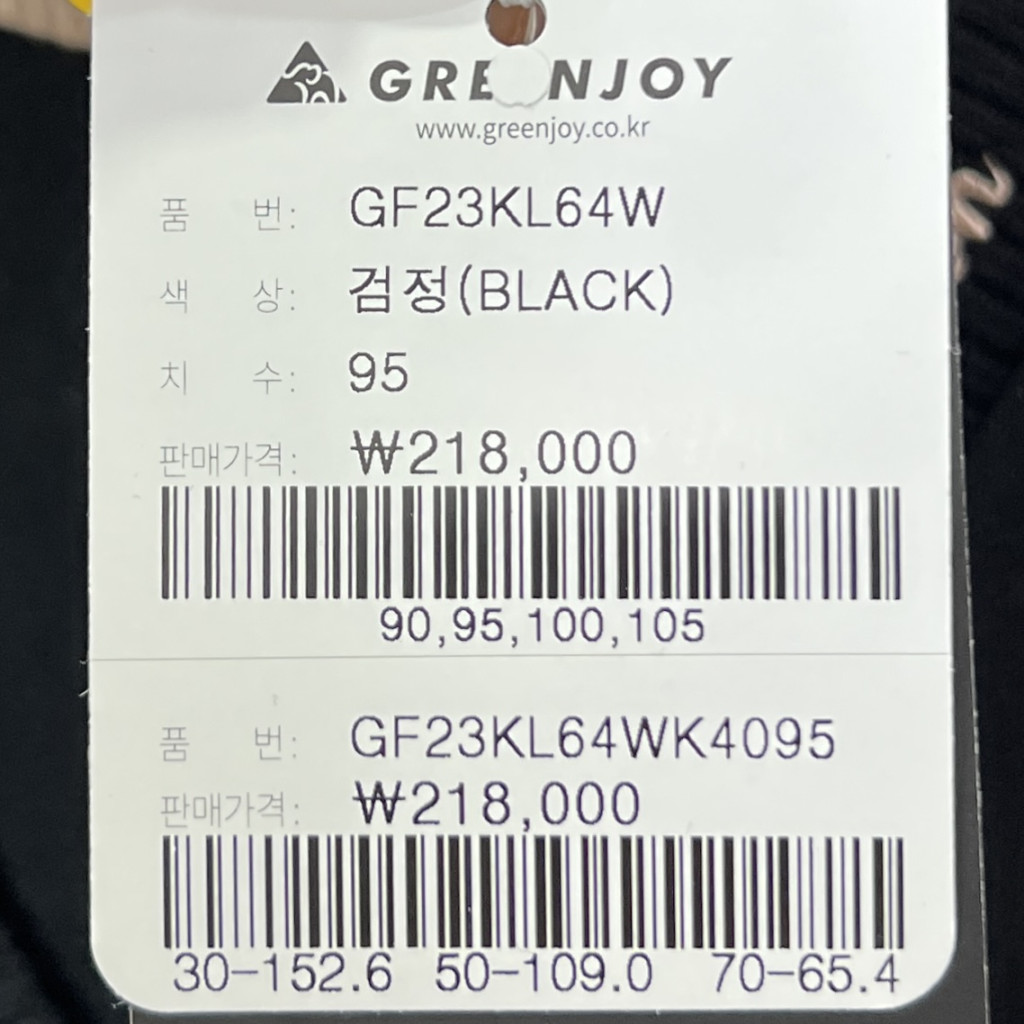 GREENJOY
www.greenjoy.co.kr
품 번: GF23KL64W
색 상: 검정(BLACK)
치 수: 95
판매가격: ₩218,000
90,95,100,105
품 번: GF23KL64WK4095
판매가격: ₩218,000
30-152.6 50-109.0 70-65.4